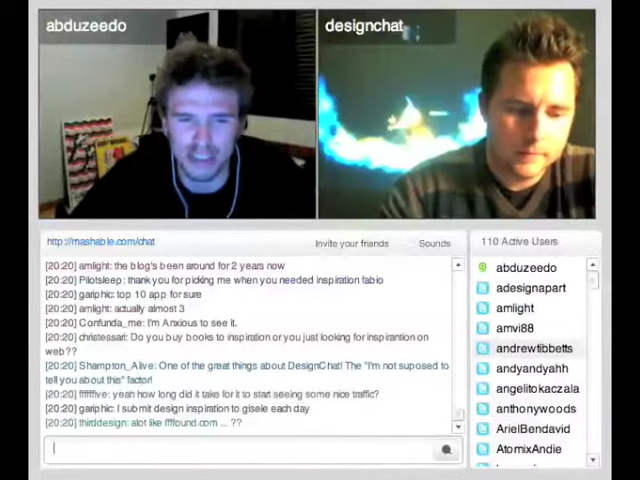 abduzeedo
designchat
http://mashable.com/chat
Invite your friends
Sounds
110 Active Users
[20:20] amlight: the blog's been around for 2 years now
[20:20] Pilotsleep: thank you for picking me when you needed inspiration fabio
[20:20] gariphic: top 10 app for sure
[20:20] amlight: actually almost 3
[20:20] Confunda_me: I'm Anxious to see it.
[20:20] christessari: Do you buy books to inspiration or you just looking for inspirantion on
web??
[20:20] Shampton_Alive: One of the great things about DesignChat! The "I'm not suposed to
tell you about this" factor!
[20:20] fffffffive: yeah how long did it take for it to start seeing some nice traffic?
[20:20] gariphic: I submit design inspiration to gisele each day
[20:20] thirddesign: alot like ffffound.com ... ??
abduzeedo
adesignapart
amlight
amvi88
andrewtibbetts
andyandyahh
angelitokaczala
anthonywoods
ArielBendavid
AtomixAndie